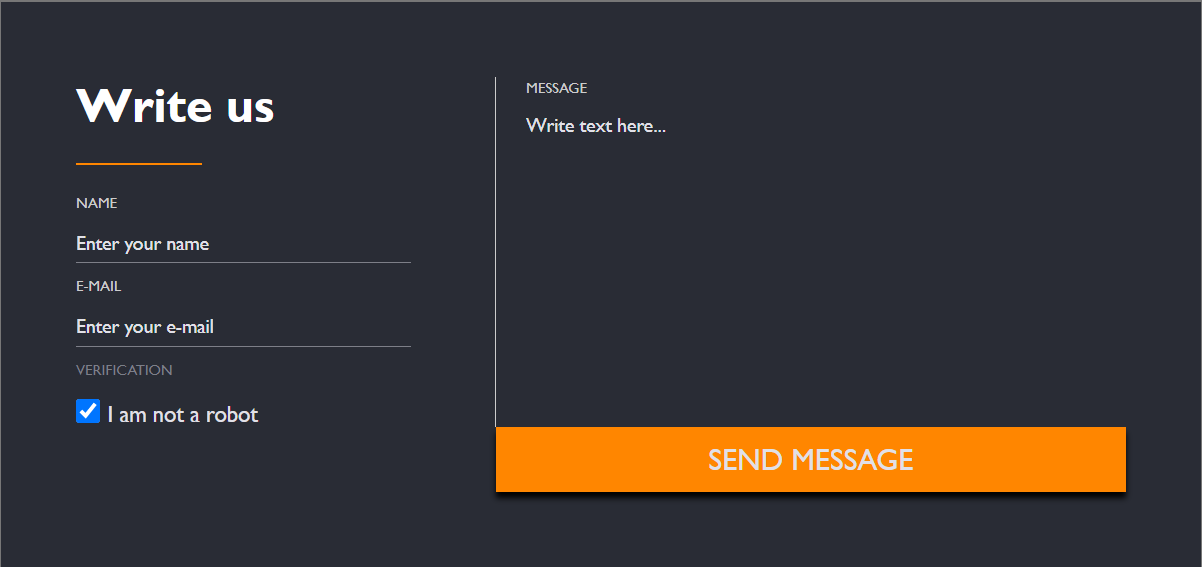 Write us
NAME
Enter your name
E-MAIL
Enter your e-mail
VERIFICATION
I am not a robot
MESSAGE
Write text here...
SEND MESSAGE